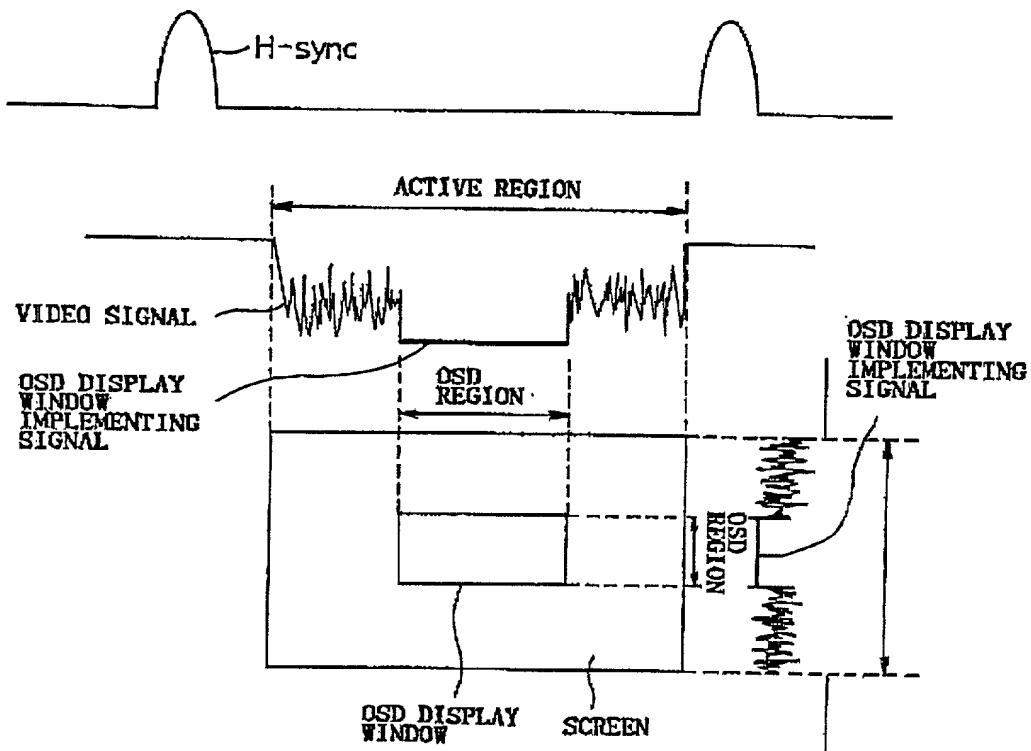 H-sync
ACTIVE REGION
VIDEO SIGNAL
OSD DISPLAY
WINDOW
IMPLEMENTING
SIGNAL
OSD
REGION
OSD DISPLAY
WINDOW
IMPLEMENTING
SIGNAL
OSD
REGION
OSD DISPLAY
WINDOW
SCREEN